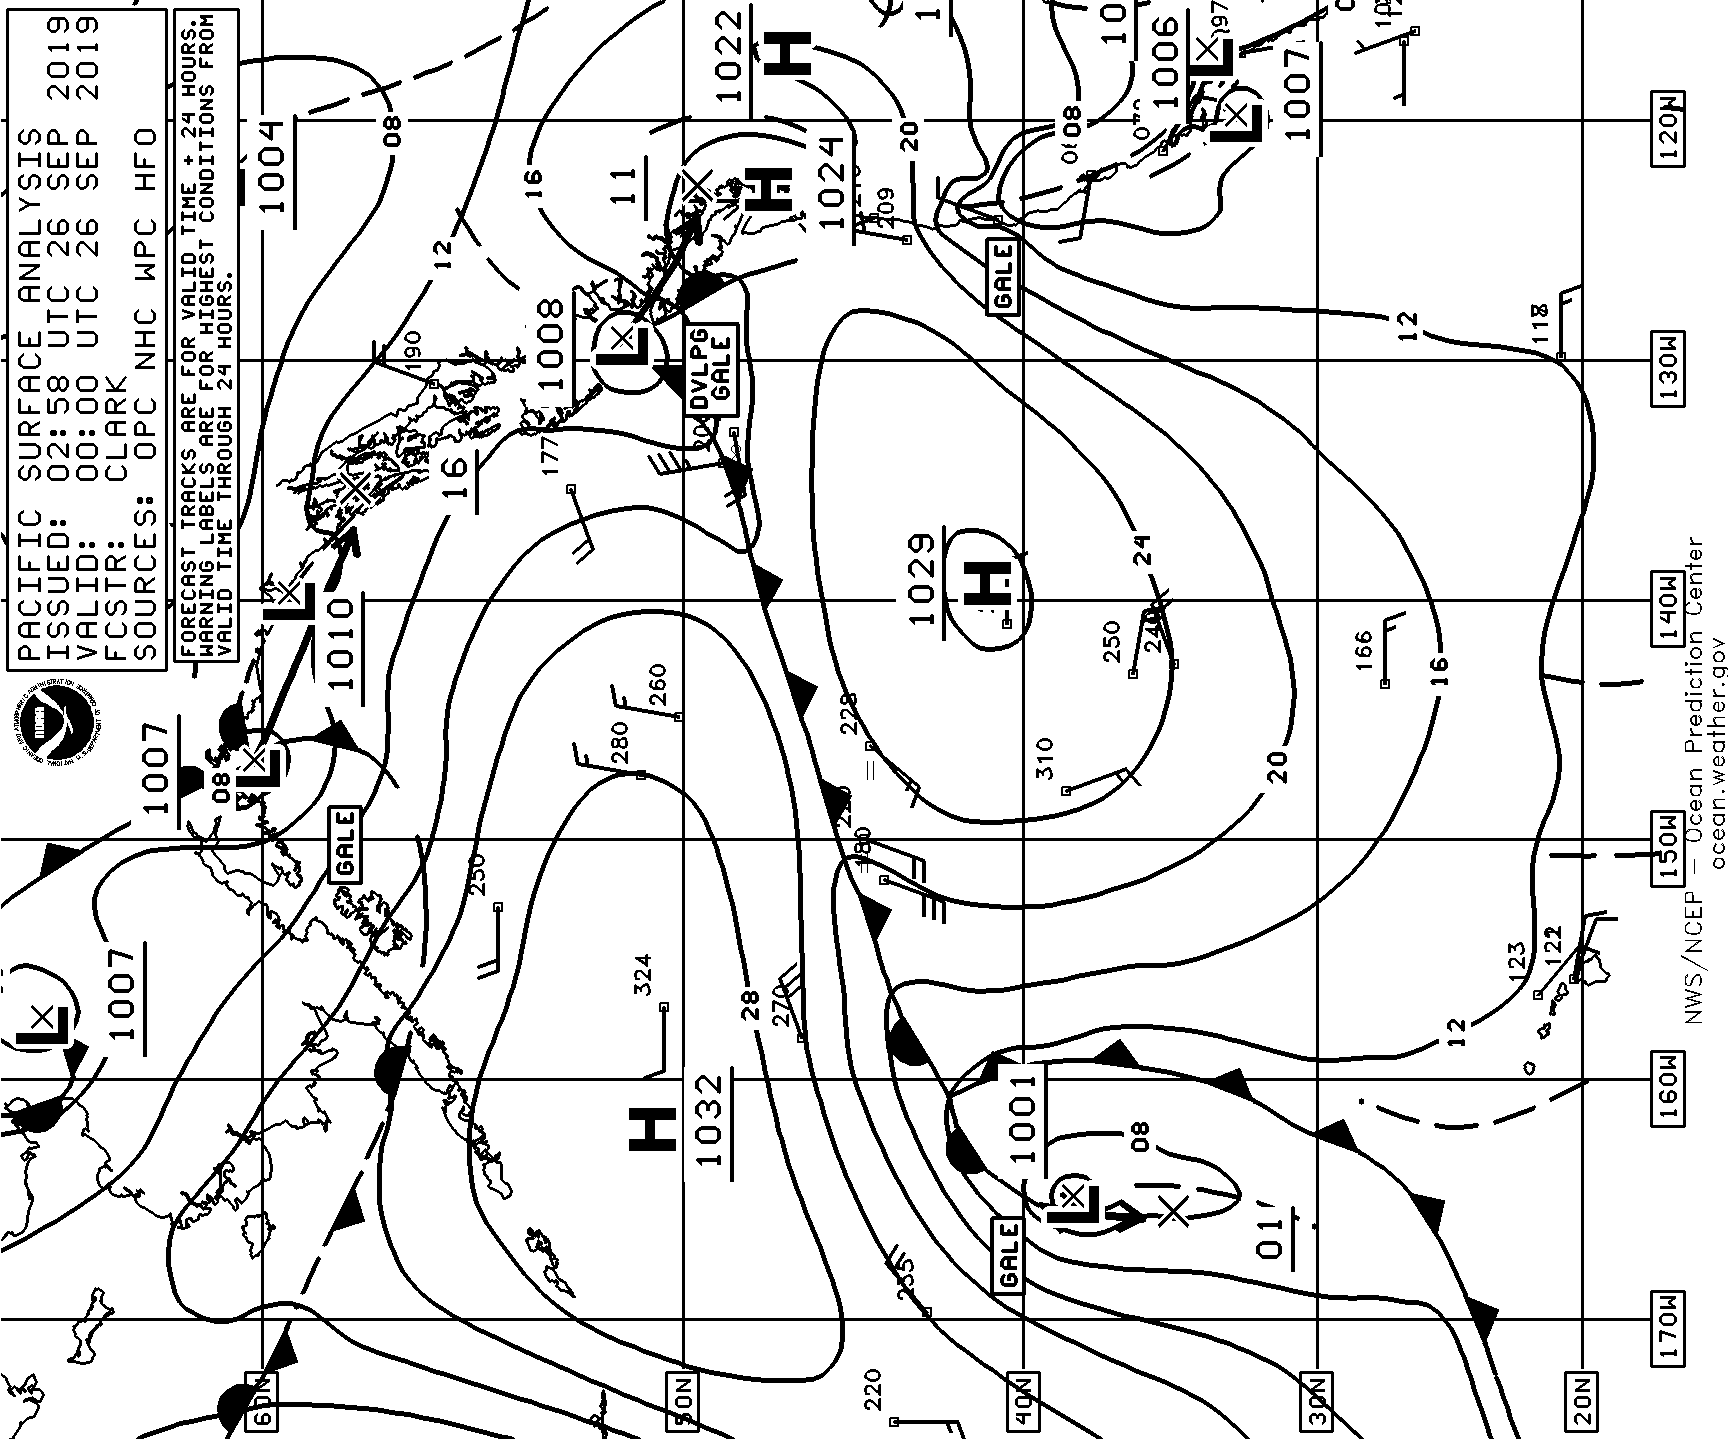 PACIFIC SURFACE ANALYSIS
ISSUED: 02:58 UTC 26 SEP 2019
VALID: 00:00 UTC 26 SEP 2019
FCSTR: CLARK
SOURCES: OPC NHC WPC HFO
FORECAST TRACKS ARE FOR VALID TIME + 24 HOURS.
WARNING LABELS ARE FOR HIGHEST CONDITIONS FROM
VALID TIME THROUGH 24 HOURS.
1004
08
12
16
11
1022
H
H
1024
20
209
1006
L
L
1007
08
120W
190
1008
L
DVLPG
GALE
GALE
12
118
130W
16
177
1010
L
1007
L
08
1029
H
24
250
240
166
16
140W
260
280
310
20
GALE
250
150W
1007
L
324
28
270
123
122
12
H
1032
1001
L
08
GALE
160W
235
220
170W
60N
50N
40N
30N
20N
NWS/NCEP – Ocean Prediction Center
ocean.weather.gov